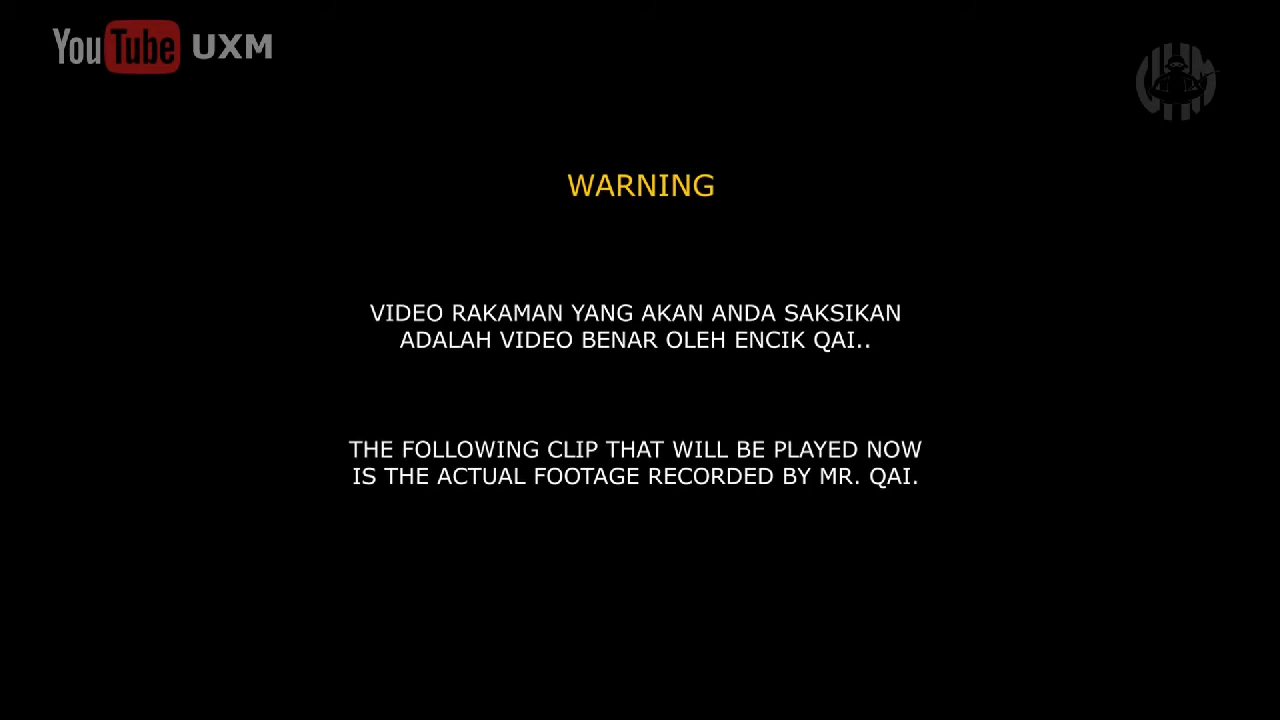 YouTube UXM
WARNING
VIDEO RAKAMAN YANG AKAN ANDA SAKSIKAN
ADALAH VIDEO BENAR OLEH ENCIK QAI..
THE FOLLOWING CLIP THAT WILL BE PLAYED NOW
IS THE ACTUAL FOOTAGE RECORDED BY MR. QAI.